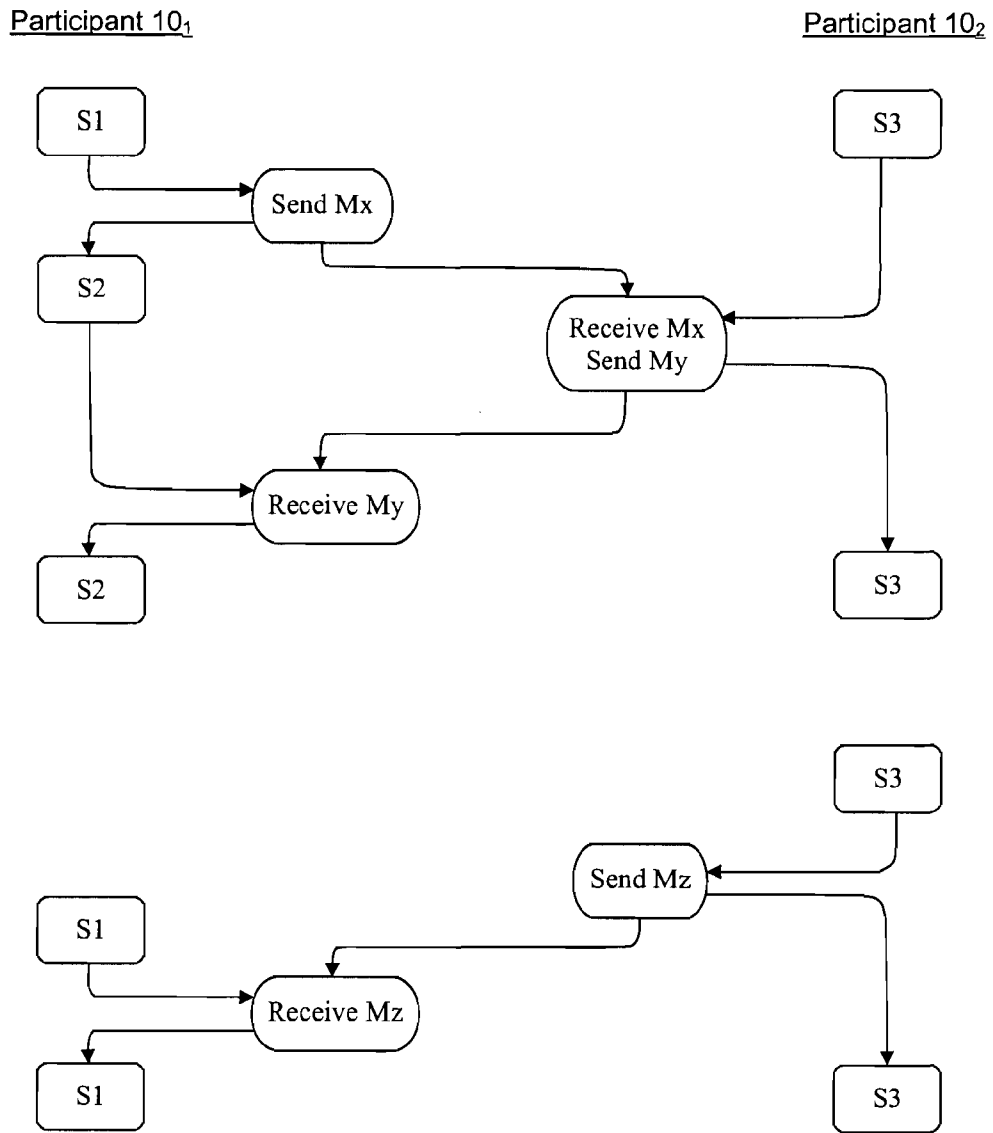 Participant 10₁
Participant 10₂
S1
S3
Send Mx
S2
Receive Mx
Send My
Receive My
S2
S3
S3
Send Mz
S1
Receive Mz
S1
S3